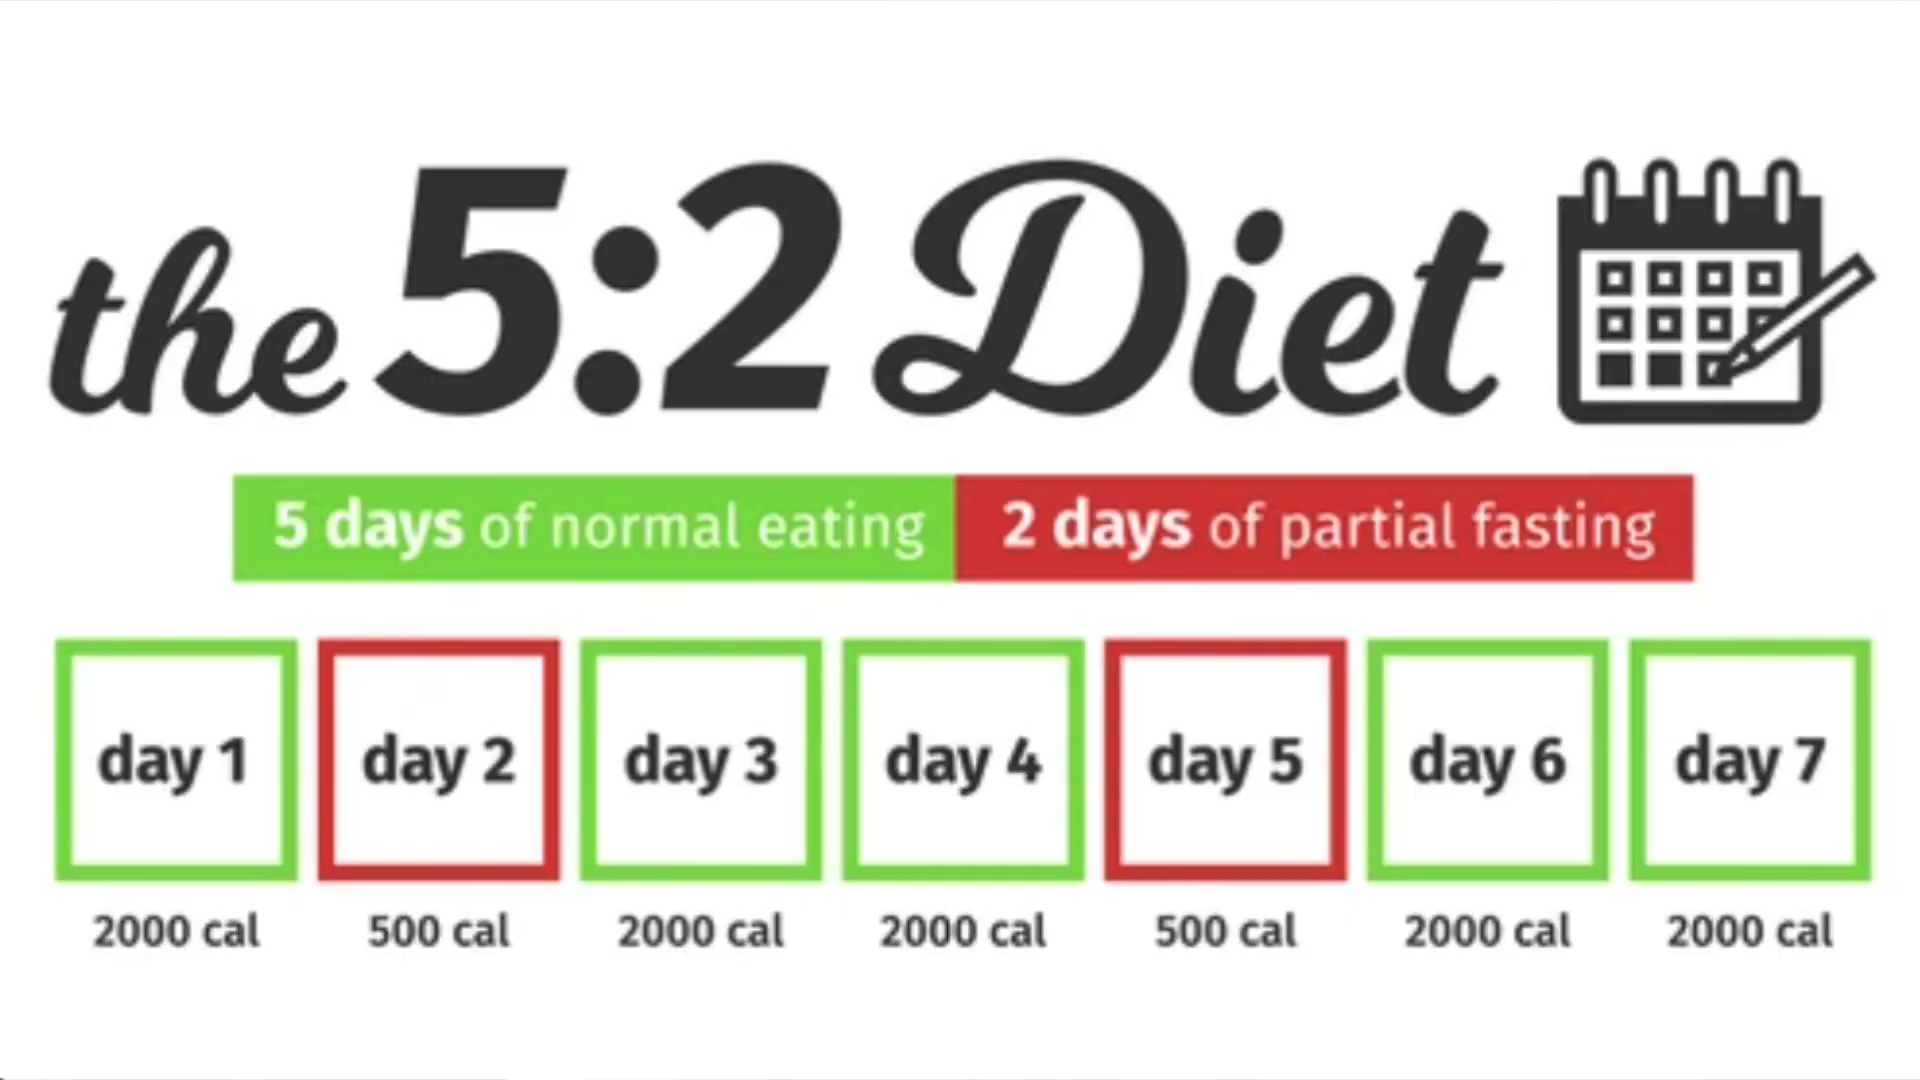 the 5:2 Diet
5 days of normal eating 2 days of partial fasting
day 1 day 2 day 3 day 4 day 5 day 6 day 7
2000 cal 500 cal 2000 cal 2000 cal 500 cal 2000 cal 2000 cal